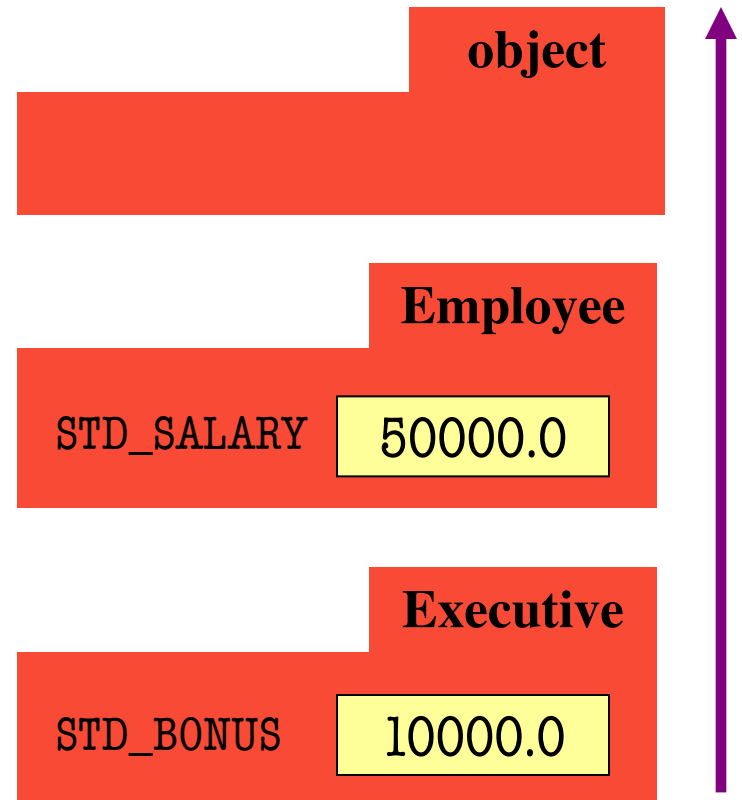 object
Employee
STD_SALARY 50000.0
Executive
STD_BONUS 10000.0